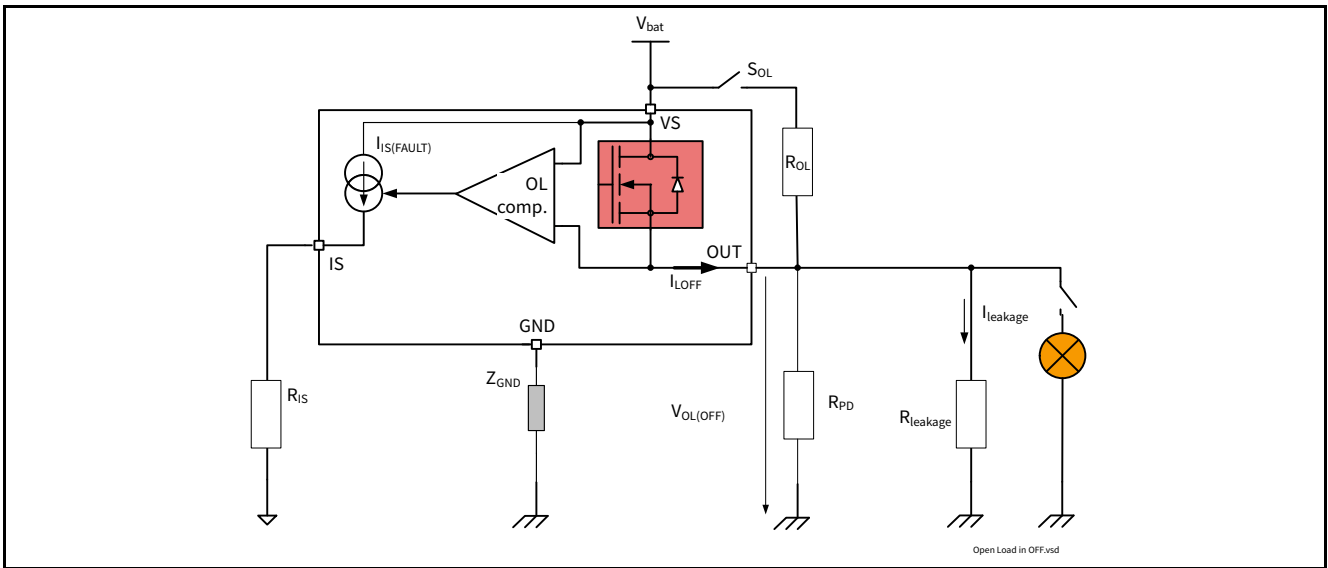 Vbat
SOL
VS
IIS(FAULT)
OL
comp.
ROL
OUT
IS
ILOFF
Ileakage
GND
ZGND
RIS
VOL(OFF)
RPD
Rleakage
Open Load in OFF.vsd